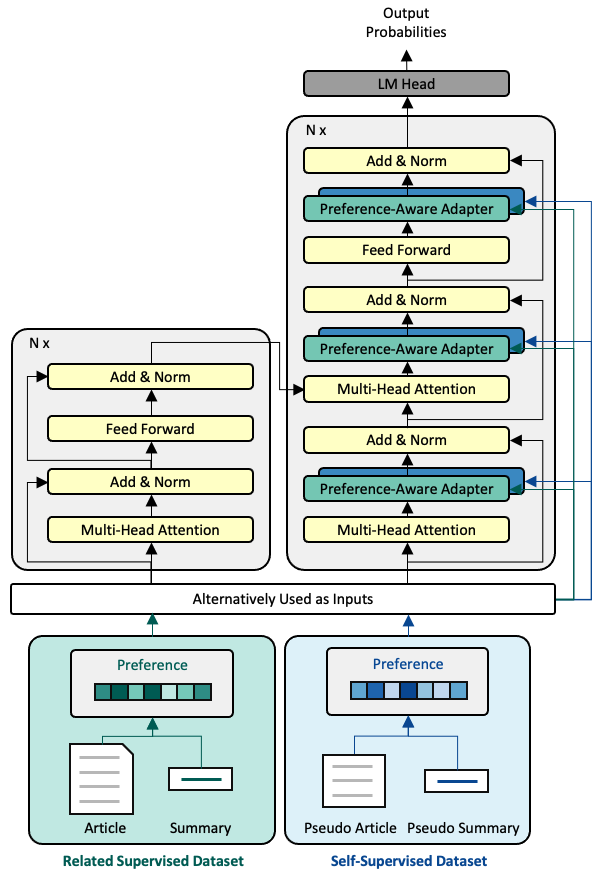 Output
Probabilities
LM Head
N x
Add & Norm
Preference-Aware Adapter
Feed Forward
Add & Norm
Preference-Aware Adapter
Multi-Head Attention
Add & Norm
Preference-Aware Adapter
Multi-Head Attention
N x
Add & Norm
Feed Forward
Add & Norm
Multi-Head Attention
Alternatively Used as Inputs
Preference
Article
Summary
Related Supervised Dataset
Preference
Pseudo Article
Pseudo Summary
Self-Supervised Dataset